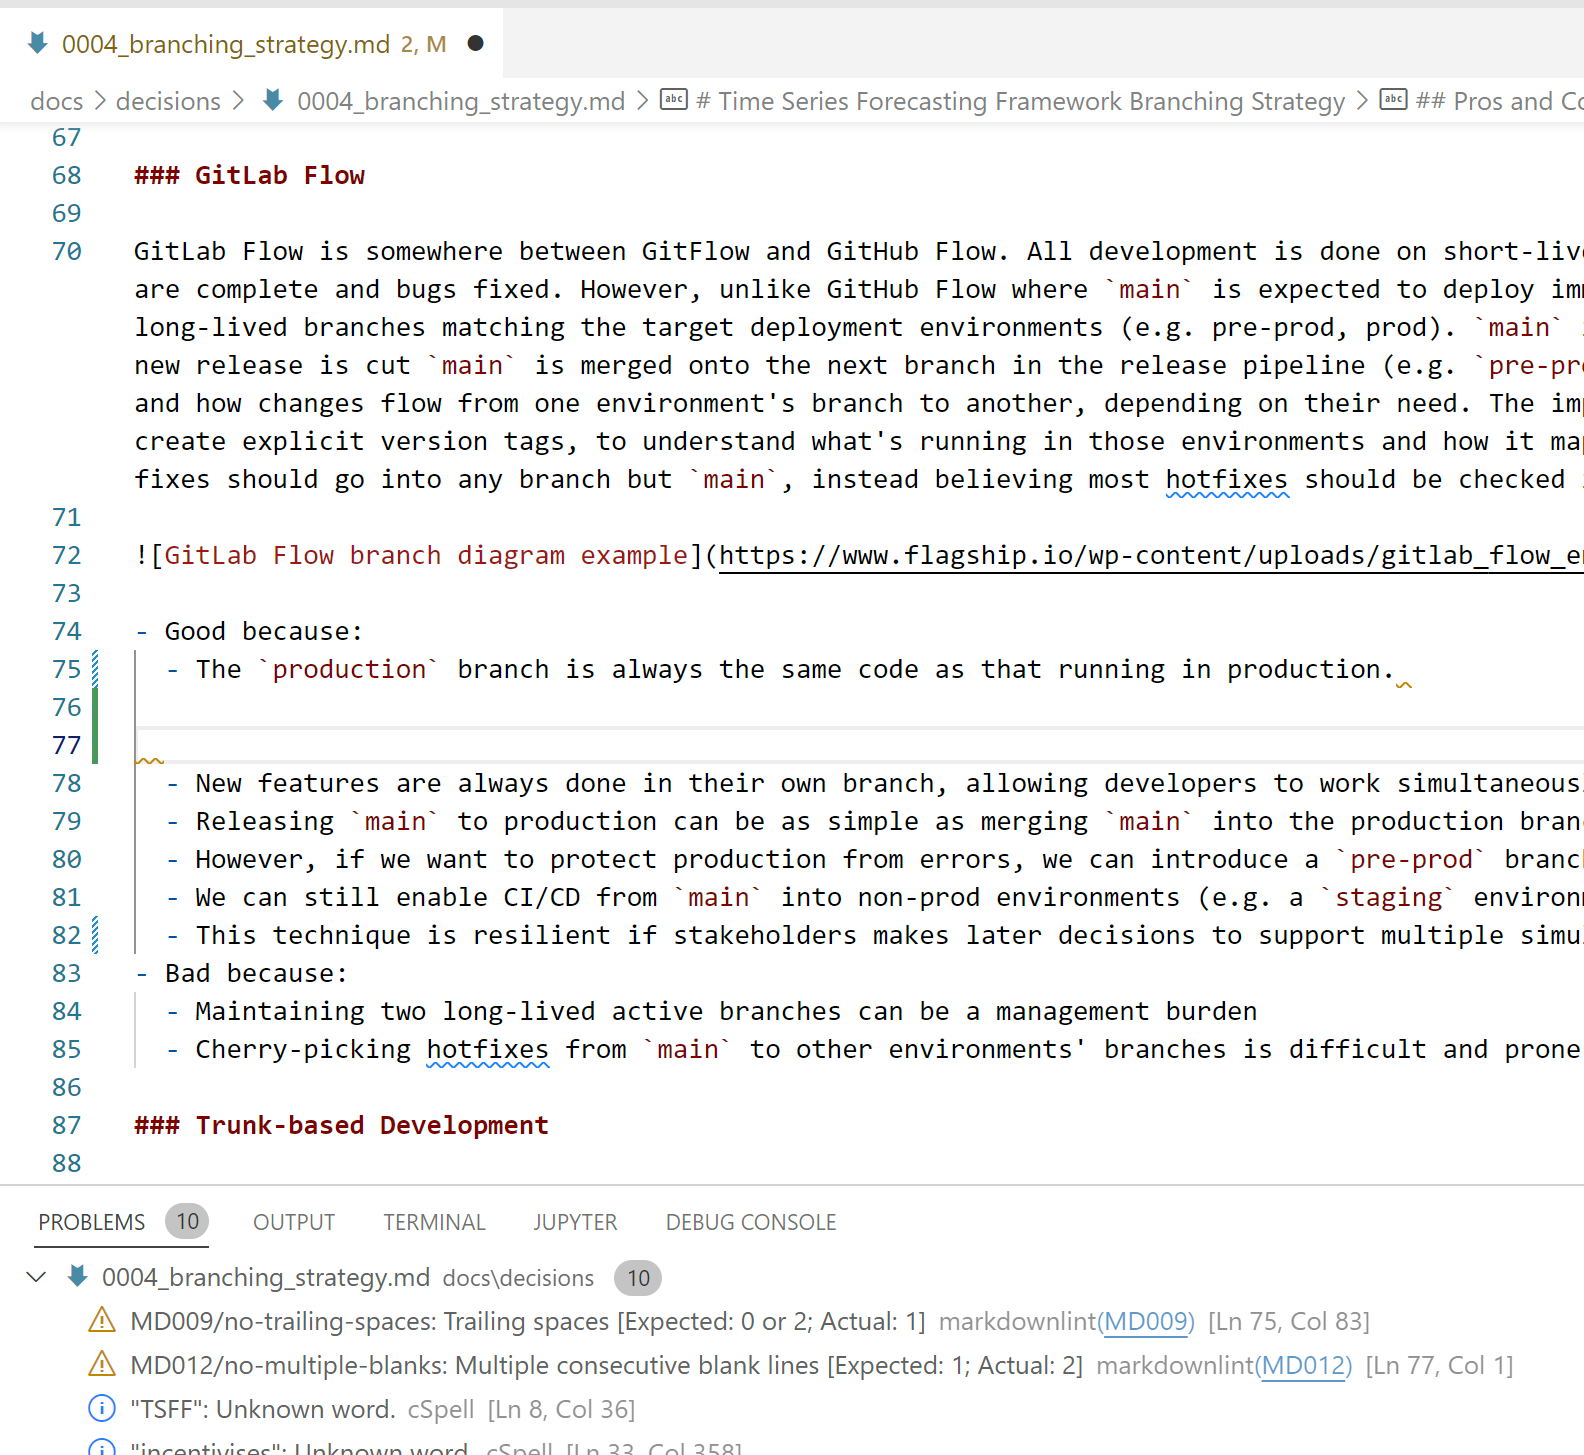 0004_branching_strategy.md 2, M
docs > decisions > 0004_branching_strategy.md > # Time Series Forecasting Framework Branching Strategy > ## Pros and Co
67
68 ### GitLab Flow
69
70 GitLab Flow is somewhere between GitFlow and GitHub Flow. All development is done on short-liv
are complete and bugs fixed. However, unlike GitHub Flow where `main` is expected to deploy im
long-lived branches matching the target deployment environments (e.g. pre-prod, prod). `main`
new release is cut `main` is merged onto the next branch in the release pipeline (e.g. `pre-pr
and how changes flow from one environment's branch to another, depending on their need. The im
create explicit version tags, to understand what's running in those environments and how it ma
fixes should go into any branch but `main`, instead believing most hotfixes should be checked
71
72 ![GitLab Flow branch diagram example](https://www.flagship.io/wp-content/uploads/gitlab_flow_e
73
74 - Good because:
75 - The `production` branch is always the same code as that running in production.
76
77
78 - New features are always done in their own branch, allowing developers to work simultaneous
79 - Releasing `main` to production can be as simple as merging `main` into the production bran
80 - However, if we want to protect production from errors, we can introduce a `pre-prod` branc
81 - We can still enable CI/CD from `main` into non-prod environments (e.g. a `staging` environ
82 - This technique is resilient if stakeholders makes later decisions to support multiple simu
83 - Bad because:
84 - Maintaining two long-lived active branches can be a management burden
85 - Cherry-picking hotfixes from `main` to other environments' branches is difficult and prone
86
87 ### Trunk-based Development
88
PROBLEMS 10 OUTPUT TERMINAL JUPYTER DEBUG CONSOLE
0004_branching_strategy.md docs\decisions 10
MD009/no-trailing-spaces: Trailing spaces [Expected: 0 or 2; Actual: 1] markdownlint(MD009) [Ln 75, Col 83]
MD012/no-multiple-blanks: Multiple consecutive blank lines [Expected: 1; Actual: 2] markdownlint(MD012) [Ln 77, Col 1]
"TSFF": Unknown word. cSpell [Ln 8, Col 36]
"incentivises": Unknown word. cSpell [Ln 33, Col 358]